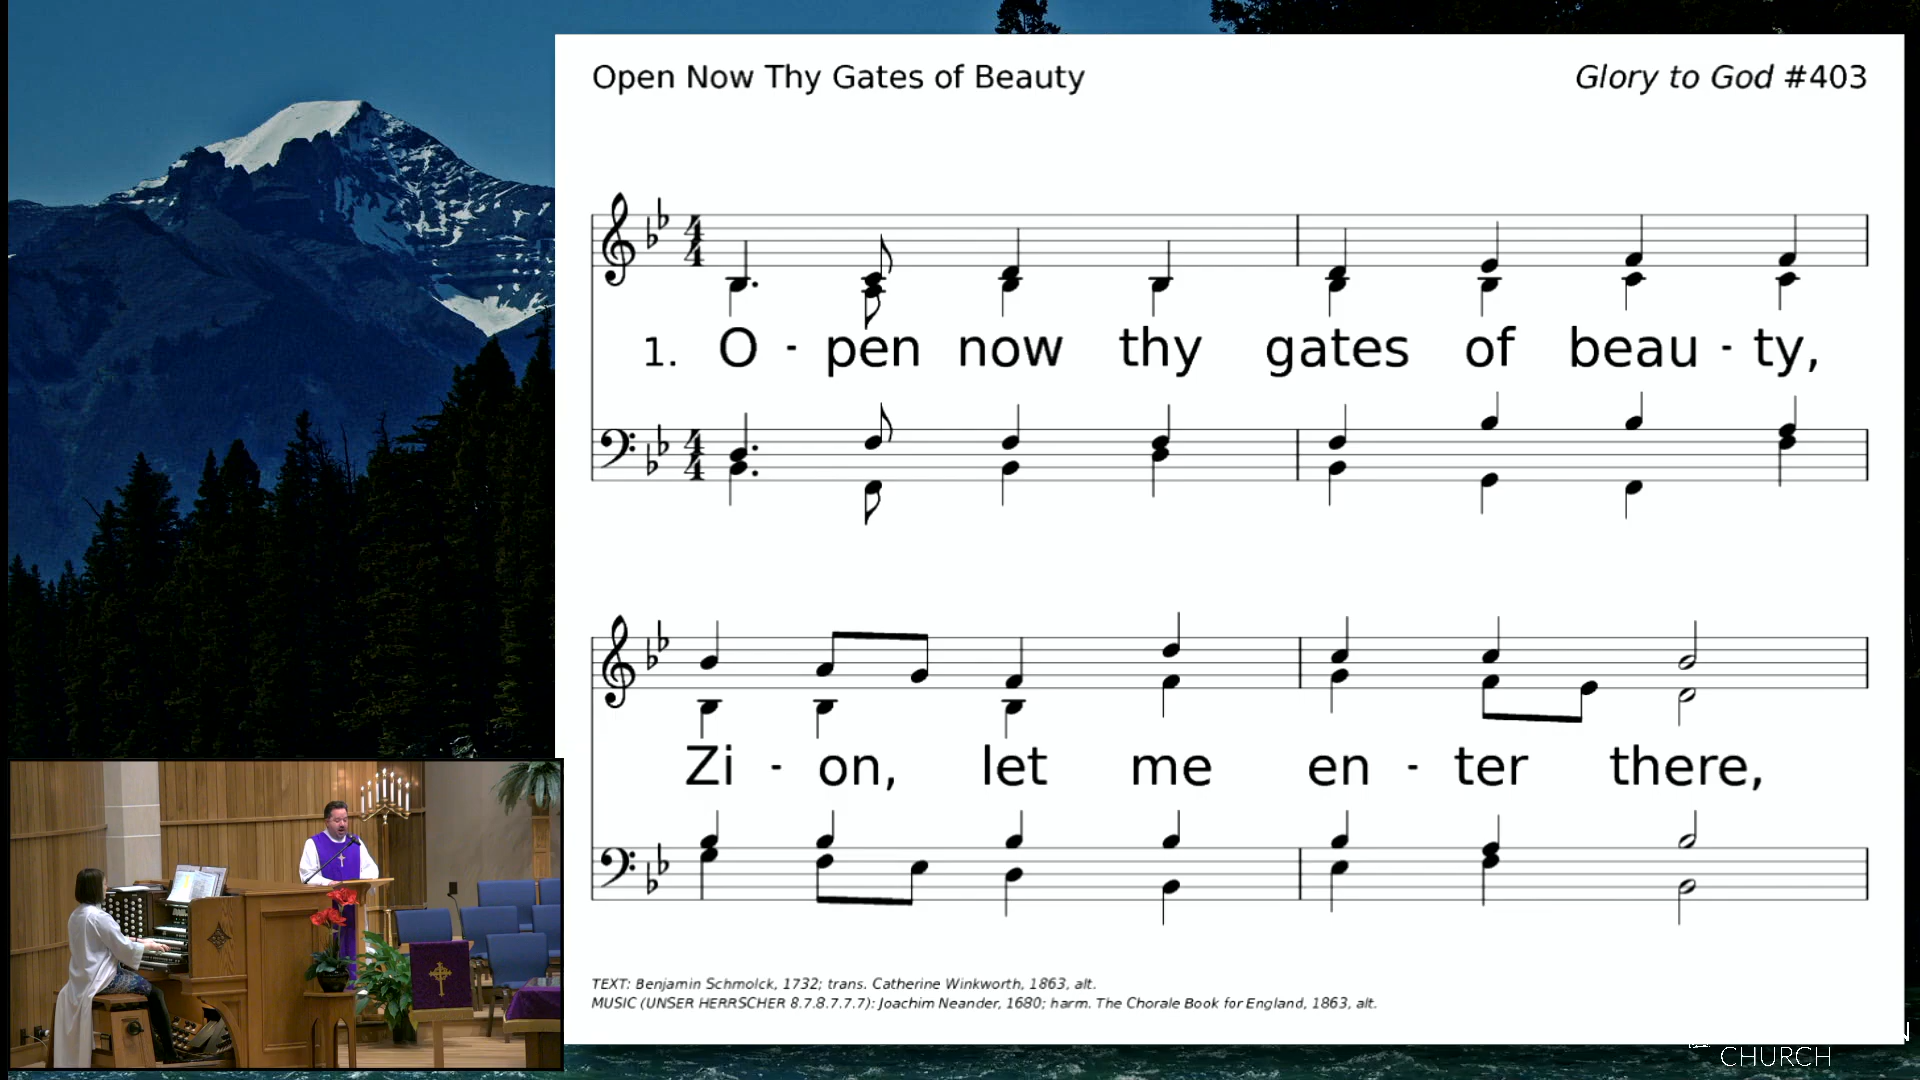 Open Now Thy Gates of Beauty
Glory to God #403
1. O - pen now thy gates of beau - ty,
Zi - on, let me en - ter there,
TEXT: Benjamin Schmolck, 1732; trans. Catherine Winkworth, 1863, alt.
MUSIC (UNSER HERRSCHER 8.7.8.7.7.7): Joachim Neander, 1680; harm. The Chorale Book for England, 1863, alt.
CHURCH